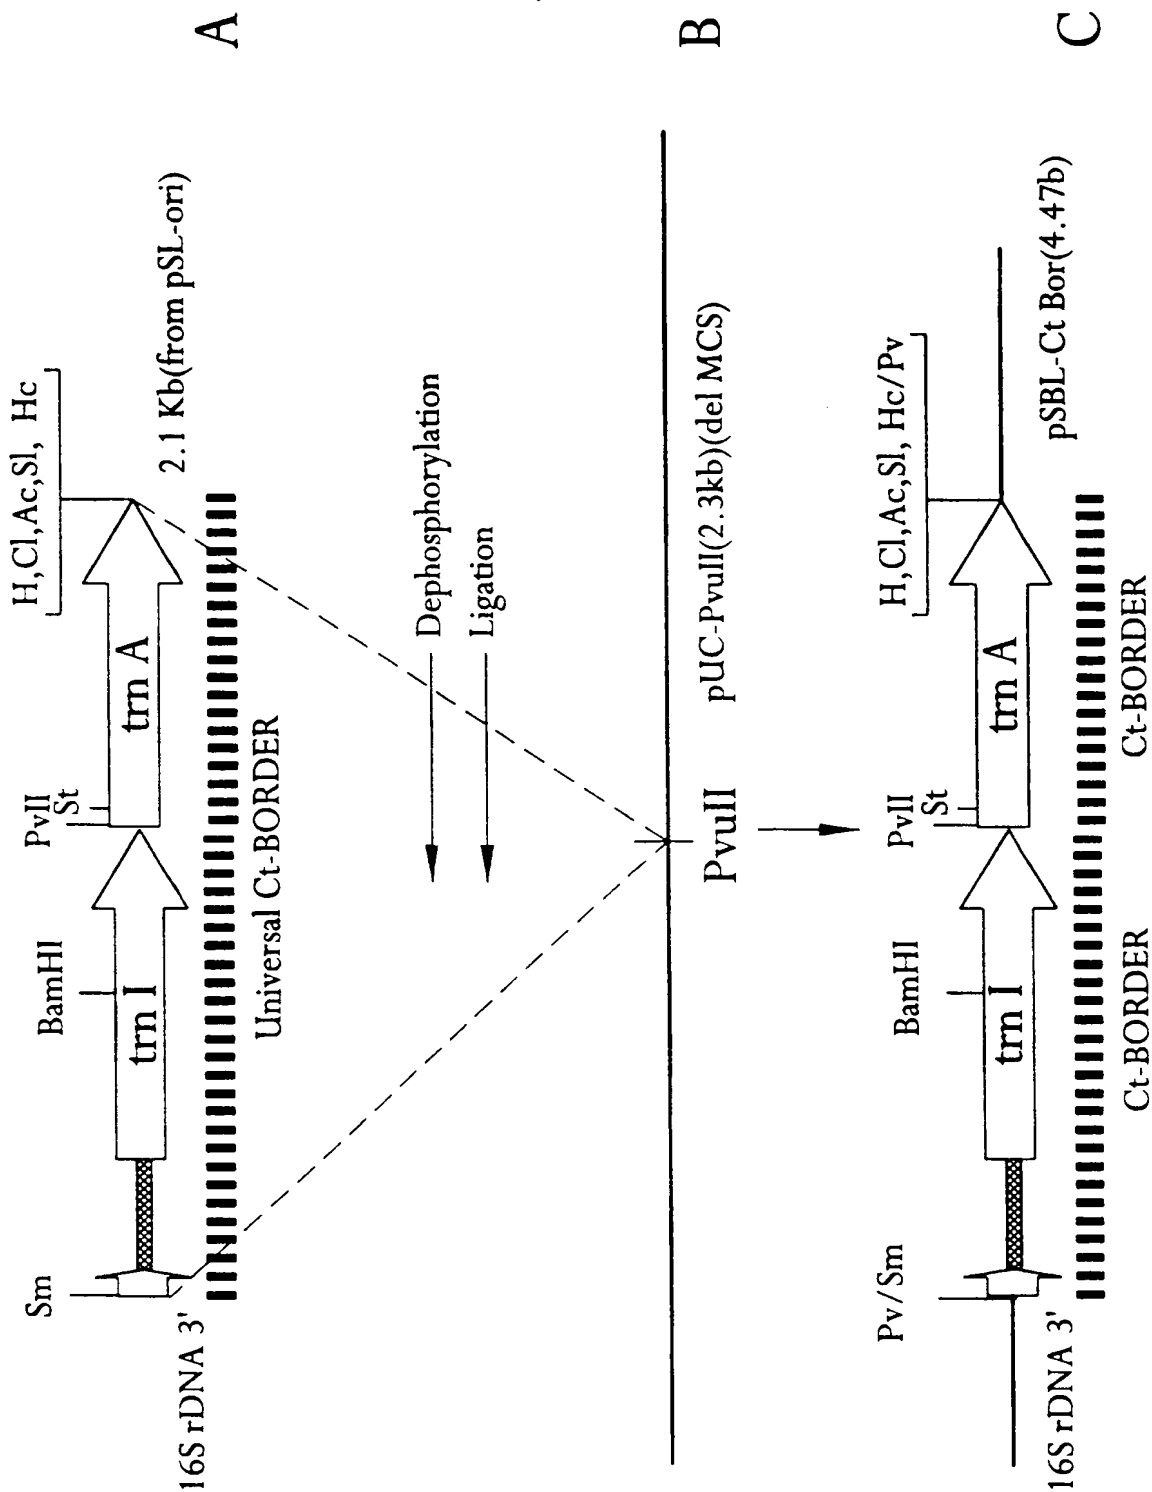 A
Sm
BamHI
PvII
St
H,Cl,Ac,Sl, Hc
trn I
trn A
16S rDNA 3'
2.1 Kb(from pSL-ori)
Universal Ct-BORDER
Dephosphorylation
Ligation
B
PvuII
pUC-PvuII(2.3kb)(del MCS)
C
Pv/Sm
BamHI
PvII
St
H,Cl,Ac,Sl, Hc/Pv
trn I
trn A
16S rDNA 3'
pSBL-Ct Bor(4.47b)
Ct-BORDER
Ct-BORDER